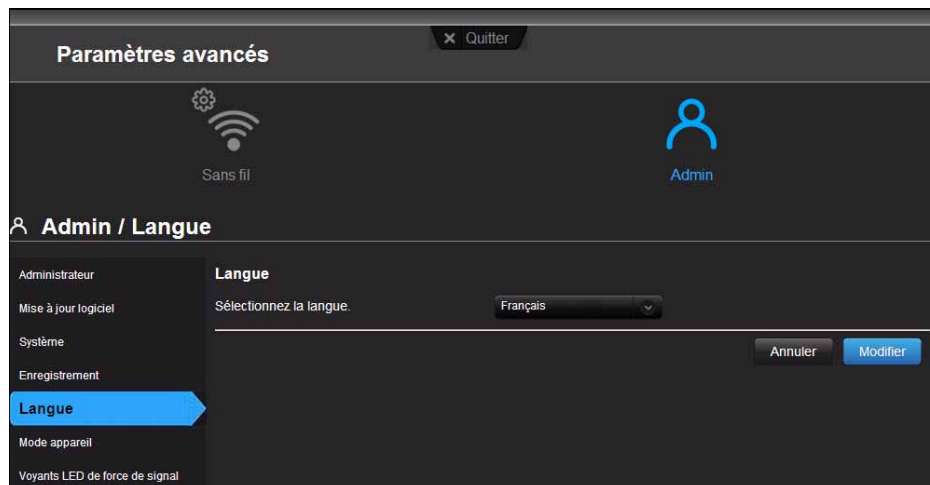 × Quitter
Paramètres avancés
Sans fil
Admin
Admin / Langue
Administrateur
Mise à jour logiciel
Système
Enregistrement
Langue
Mode appareil
Voyants LED de force de signal
Langue
Sélectionnez la langue.
Français
Annuler
Modifier